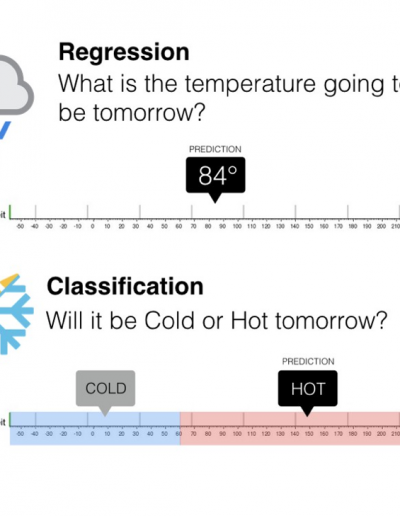 Regression
What is the temperature going to
be tomorrow?
PREDICTION
84°
it
-50 -40 -30 -20 -10 0 10 20 30 40 50 60 70 80 90 100 110 120 130 140 150 160 170 180 190 200 210
Classification
Will it be Cold or Hot tomorrow?
PREDICTION
COLD HOT
it
-50 -40 -30 -20 -10 0 10 20 30 40 50 60 70 80 90 100 110 120 130 140 150 160 170 180 190 200 210